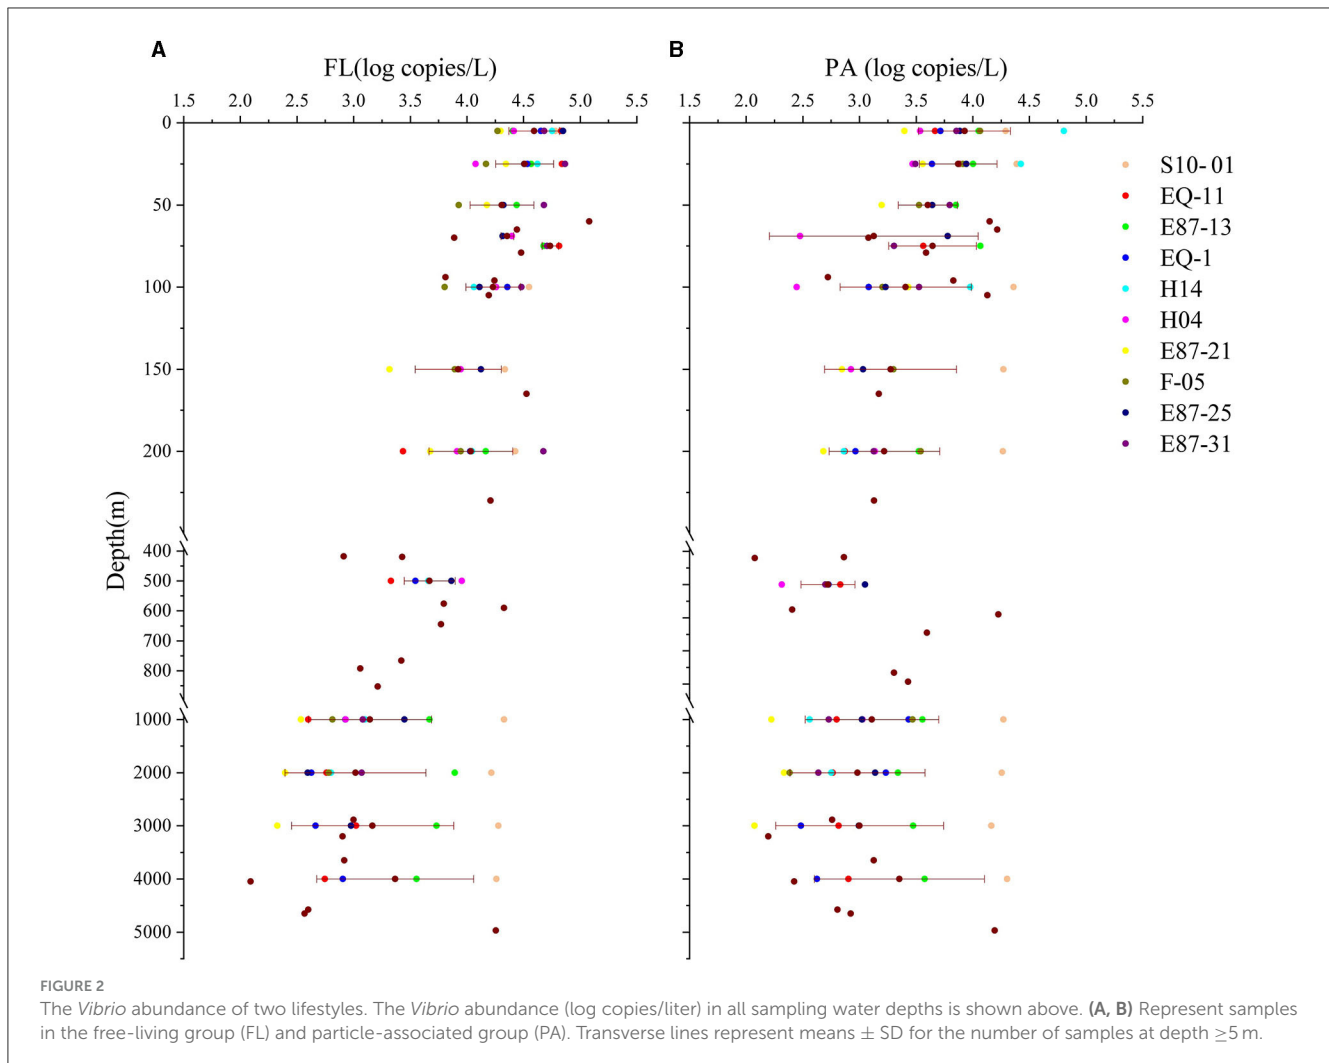 A
B
FL(log copies/L)
PA (log copies/L)
1.5 2.0 2.5 3.0 3.5 4.0 4.5 5.0 5.5
1.5 2.0 2.5 3.0 3.5 4.0 4.5 5.0 5.5
0
50
100
150
200
400
500
600
700
800
1000
2000
3000
4000
5000
Depth(m)
S10-01
EQ-11
E87-13
EQ-1
H14
H04
E87-21
F-05
E87-25
E87-31
FIGURE 2
The Vibrio abundance of two lifestyles. The Vibrio abundance (log copies/liter) in all sampling water depths is shown above. (A, B) Represent samples
in the free-living group (FL) and particle-associated group (PA). Transverse lines represent means ± SD for the number of samples at depth ≥5 m.